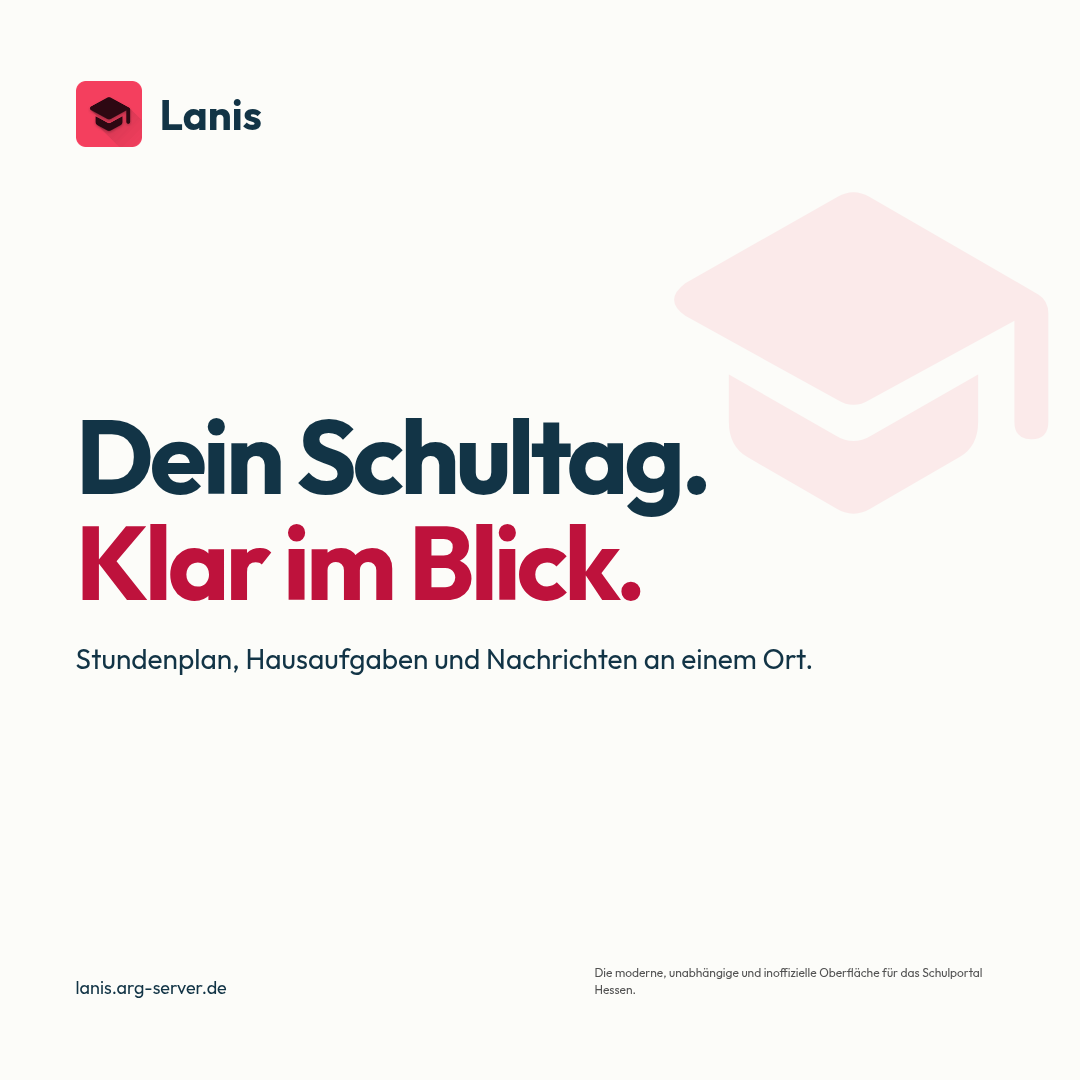 Lanis
Dein Schultag.
Klar im Blick.
Stundenplan, Hausaufgaben und Nachrichten an einem Ort.
lanis.arg-server.de
Die moderne, unabhängige und inoffizielle Oberfläche für das Schulportal
Hessen.